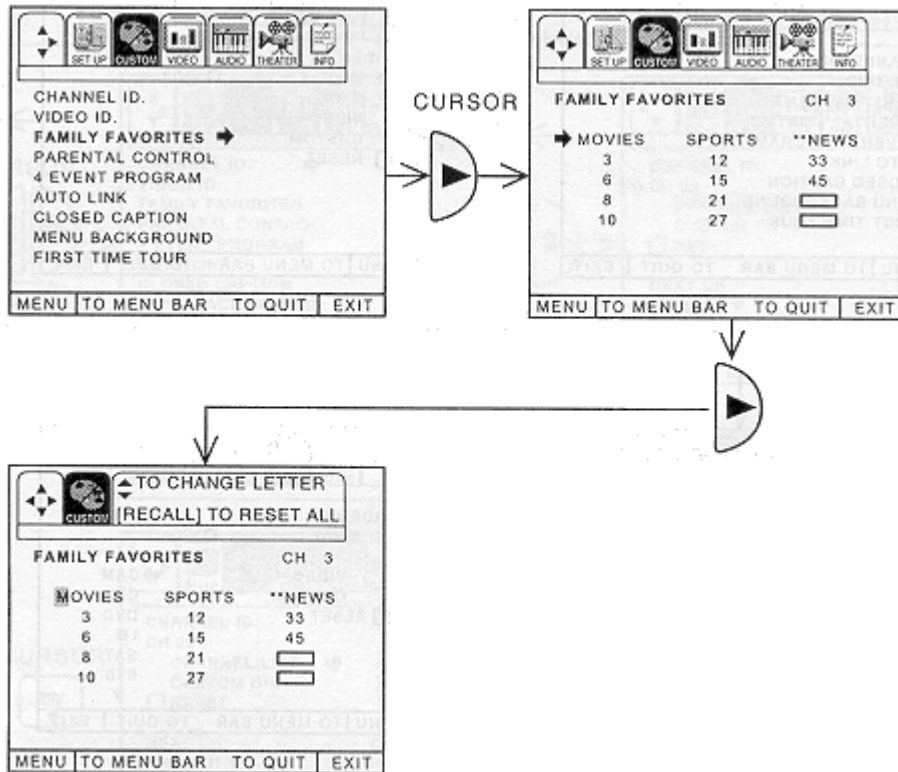 SET UP CUSTOM VIDEO AUDIO THEATER INFO
CHANNEL ID.
VIDEO ID.
FAMILY FAVORITES
PARENTAL CONTROL
4 EVENT PROGRAM
AUTO LINK
CLOSED CAPTION
MENU BACKGROUND
FIRST TIME TOUR
MENU TO MENU BAR TO QUIT EXIT
CURSOR
SET UP CUSTOM VIDEO AUDIO THEATER INFO
FAMILY FAVORITES CH 3
MOVIES SPORTS **NEWS
3 12 33
6 15 45
8 21
10 27
MENU TO MENU BAR TO QUIT EXIT
CUSTOM
TO CHANGE LETTER
[RECALL] TO RESET ALL
FAMILY FAVORITES CH 3
MOVIES SPORTS **NEWS
3 12 33
6 15 45
8 21
10 27
MENU TO MENU BAR TO QUIT EXIT